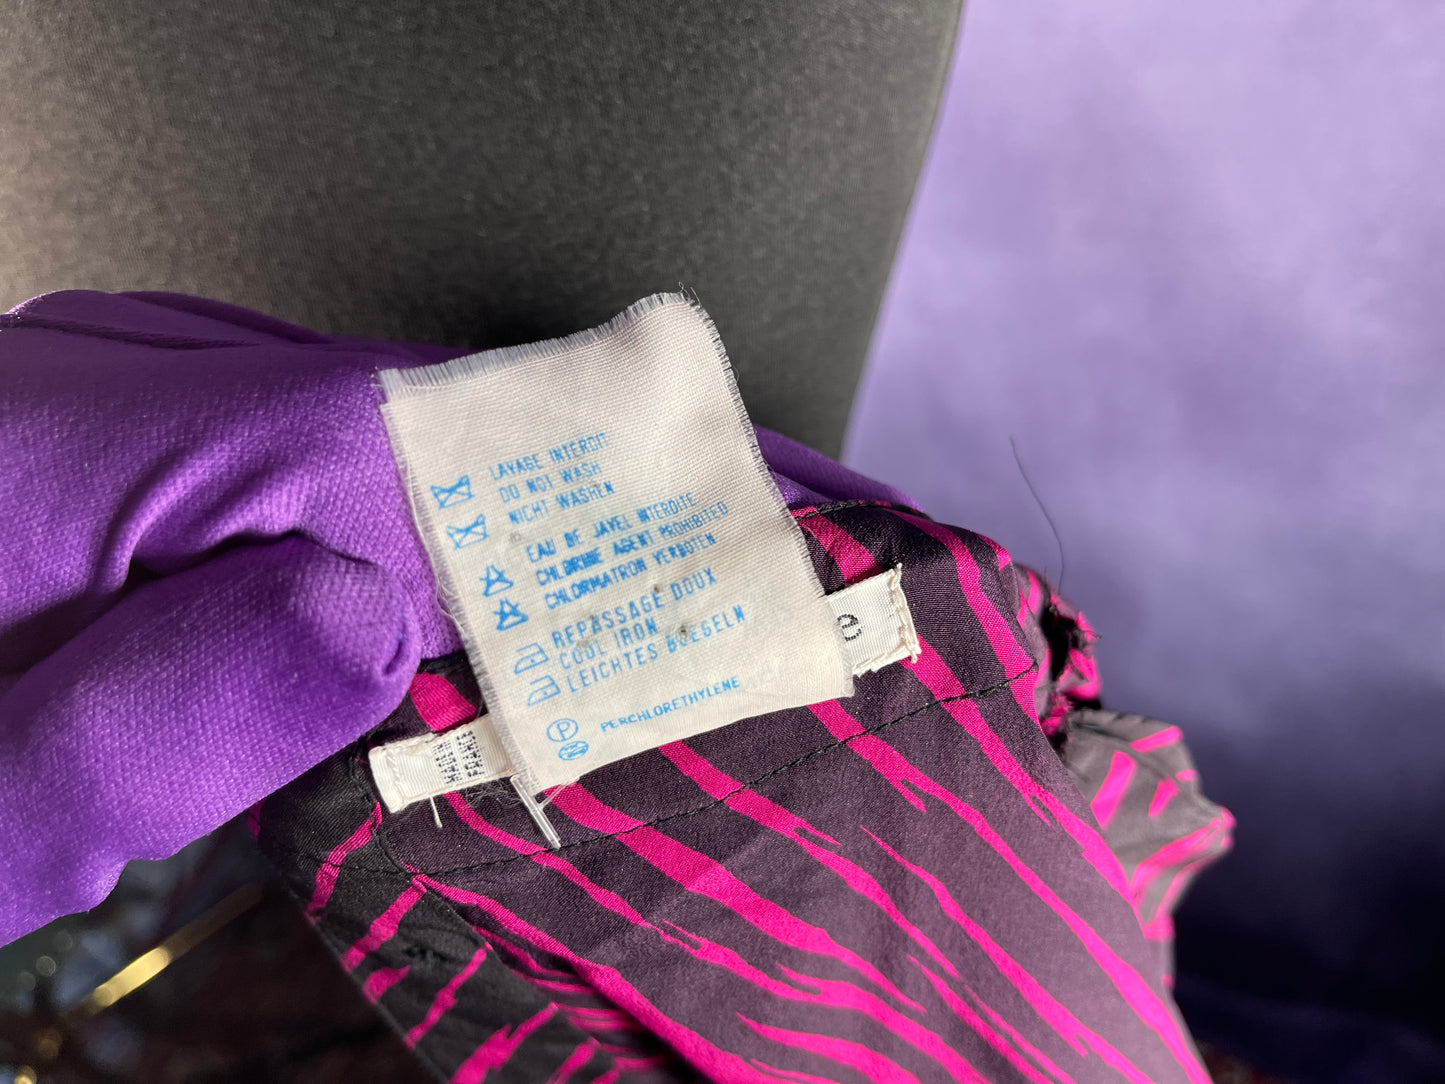 LAVAGE INTERDIT
DO NOT WASH
NICHT WASHEN
EAU DE JAVEL INTERDITE
CHLORINE AGENT PROHIBITED
CHLORMATRON VERBOTEN
REPASSAGE DOUX
COOL IRON
LEICHTES BUEGELN
P PERCHLORETHYLENE
e